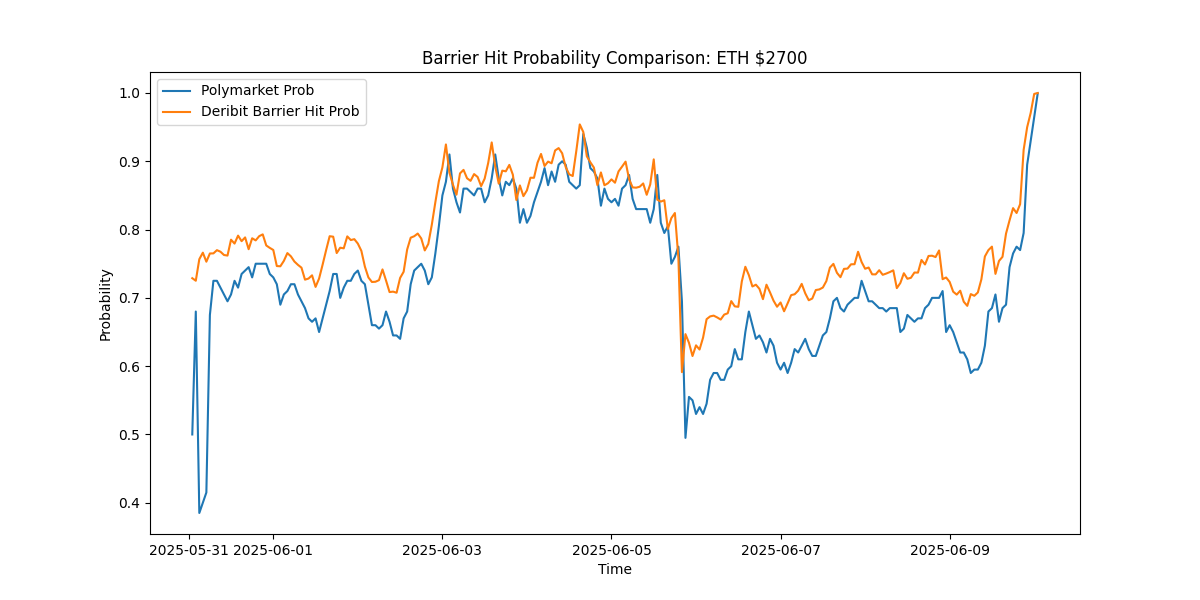 Barrier Hit Probability Comparison: ETH $2700
Polymarket Prob
Deribit Barrier Hit Prob
Probability
1.0
0.9
0.8
0.7
0.6
0.5
0.4
2025-05-31 2025-06-01 2025-06-03 2025-06-05 2025-06-07 2025-06-09
Time